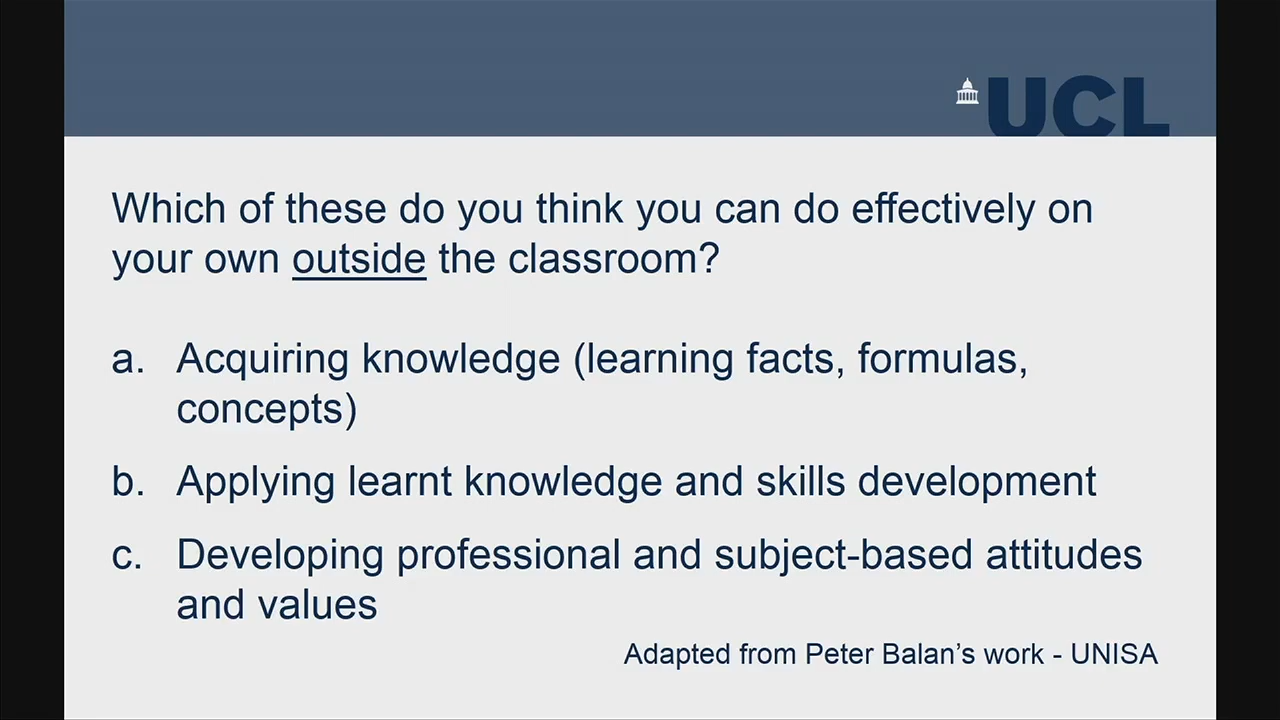 UCL
Which of these do you think you can do effectively on
your own outside the classroom?
a. Acquiring knowledge (learning facts, formulas,
concepts)
b. Applying learnt knowledge and skills development
c. Developing professional and subject-based attitudes
and values
Adapted from Peter Balan’s work - UNISA